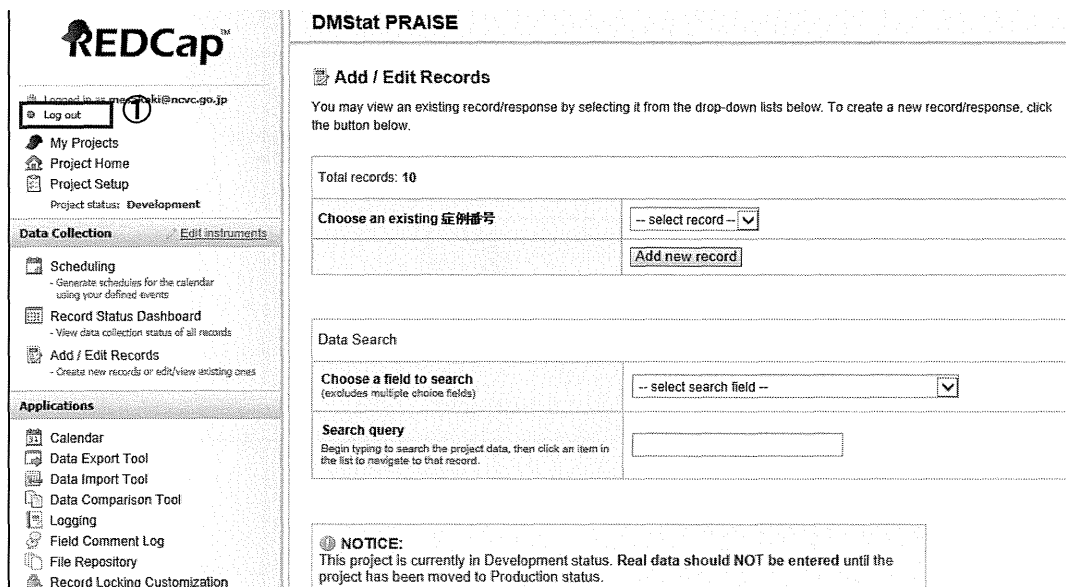 REDCap™
Logged in as
Log out
①
My Projects
Project Home
Project Setup
Project status: Development
Data Collection
Edit instruments
Scheduling
- Generate schedules for the calendar
using your defined events
Record Status Dashboard
- View data collection status of all records
Add / Edit Records
- Create new records or edit/view existing ones
Applications
Calendar
Data Export Tool
Data Import Tool
Data Comparison Tool
Logging
Field Comment Log
File Repository
Record Locking Customization
DMStat PRAISE
Add / Edit Records
You may view an existing record/response by selecting it from the drop-down lists below. To create a new record/response, click
the button below.
Total records: 10
Choose an existing 症例番号
-- select record --
Add new record
Data Search
Choose a field to search
(excludes multiple choice fields)
-- select search field --
Search query
Begin typing to search the project data, then click an item in
the list to navigate to that record.
NOTICE:
This project is currently in Development status. Real data should NOT be entered until the
project has been moved to Production status.